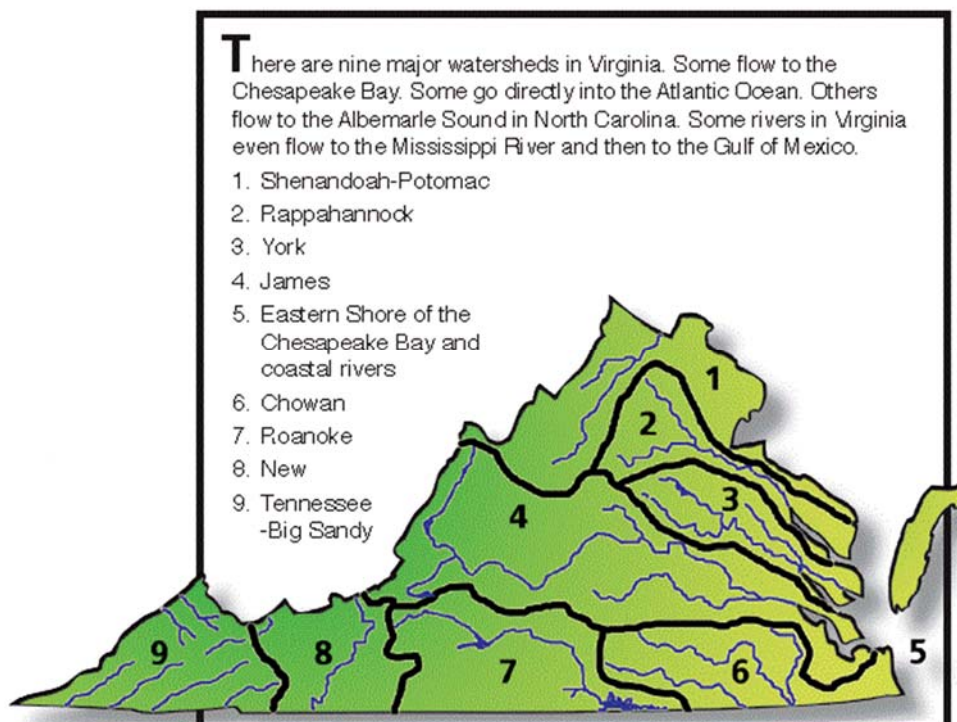 There are nine major watersheds in Virginia. Some flow to the
Chesapeake Bay. Some go directly into the Atlantic Ocean. Others
flow to the Albemarle Sound in North Carolina. Some rivers in Virginia
even flow to the Mississippi River and then to the Gulf of Mexico.
1. Shenandoah-Potomac
2. Rappahannock
3. York
4. James
5. Eastern Shore of the
Chesapeake Bay and
coastal rivers
6. Chowan
7. Roanoke
8. New
9. Tennessee
-Big Sandy
1
2
3
4
5
6
7
8
9